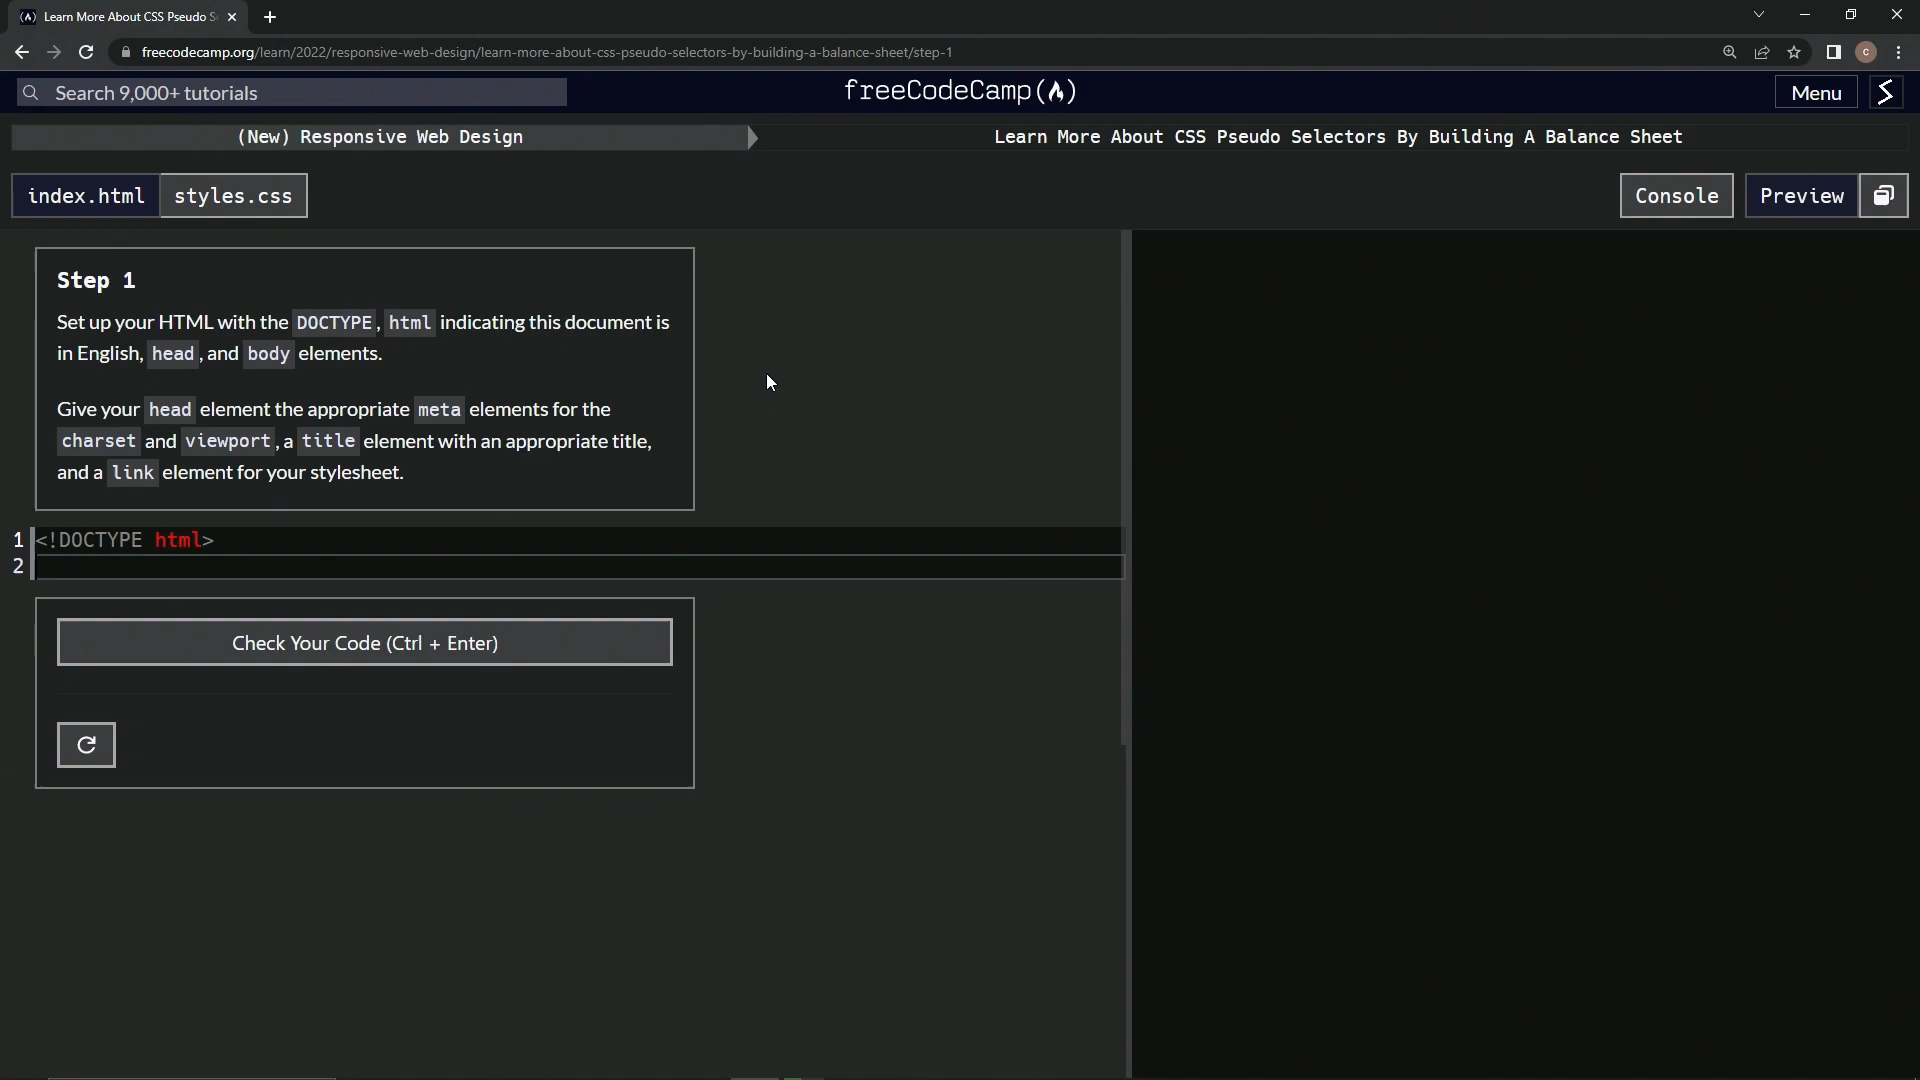 Learn More About CSS Pseudo S
freecodecamp.org/learn/2022/responsive-web-design/learn-more-about-css-pseudo-selectors-by-building-a-balance-sheet/step-1
C
Search 9,000+ tutorials
freeCodeCamp
Menu
(New) Responsive Web Design
Learn More About CSS Pseudo Selectors By Building A Balance Sheet
index.html
styles.css
Console
Preview
Step 1
Set up your HTML with the DOCTYPE, html indicating this document is
in English, head, and body elements.
Give your head element the appropriate meta elements for the
charset and viewport, a title element with an appropriate title,
and a link element for your stylesheet.
1 <!DOCTYPE html>
2
Check Your Code (Ctrl + Enter)